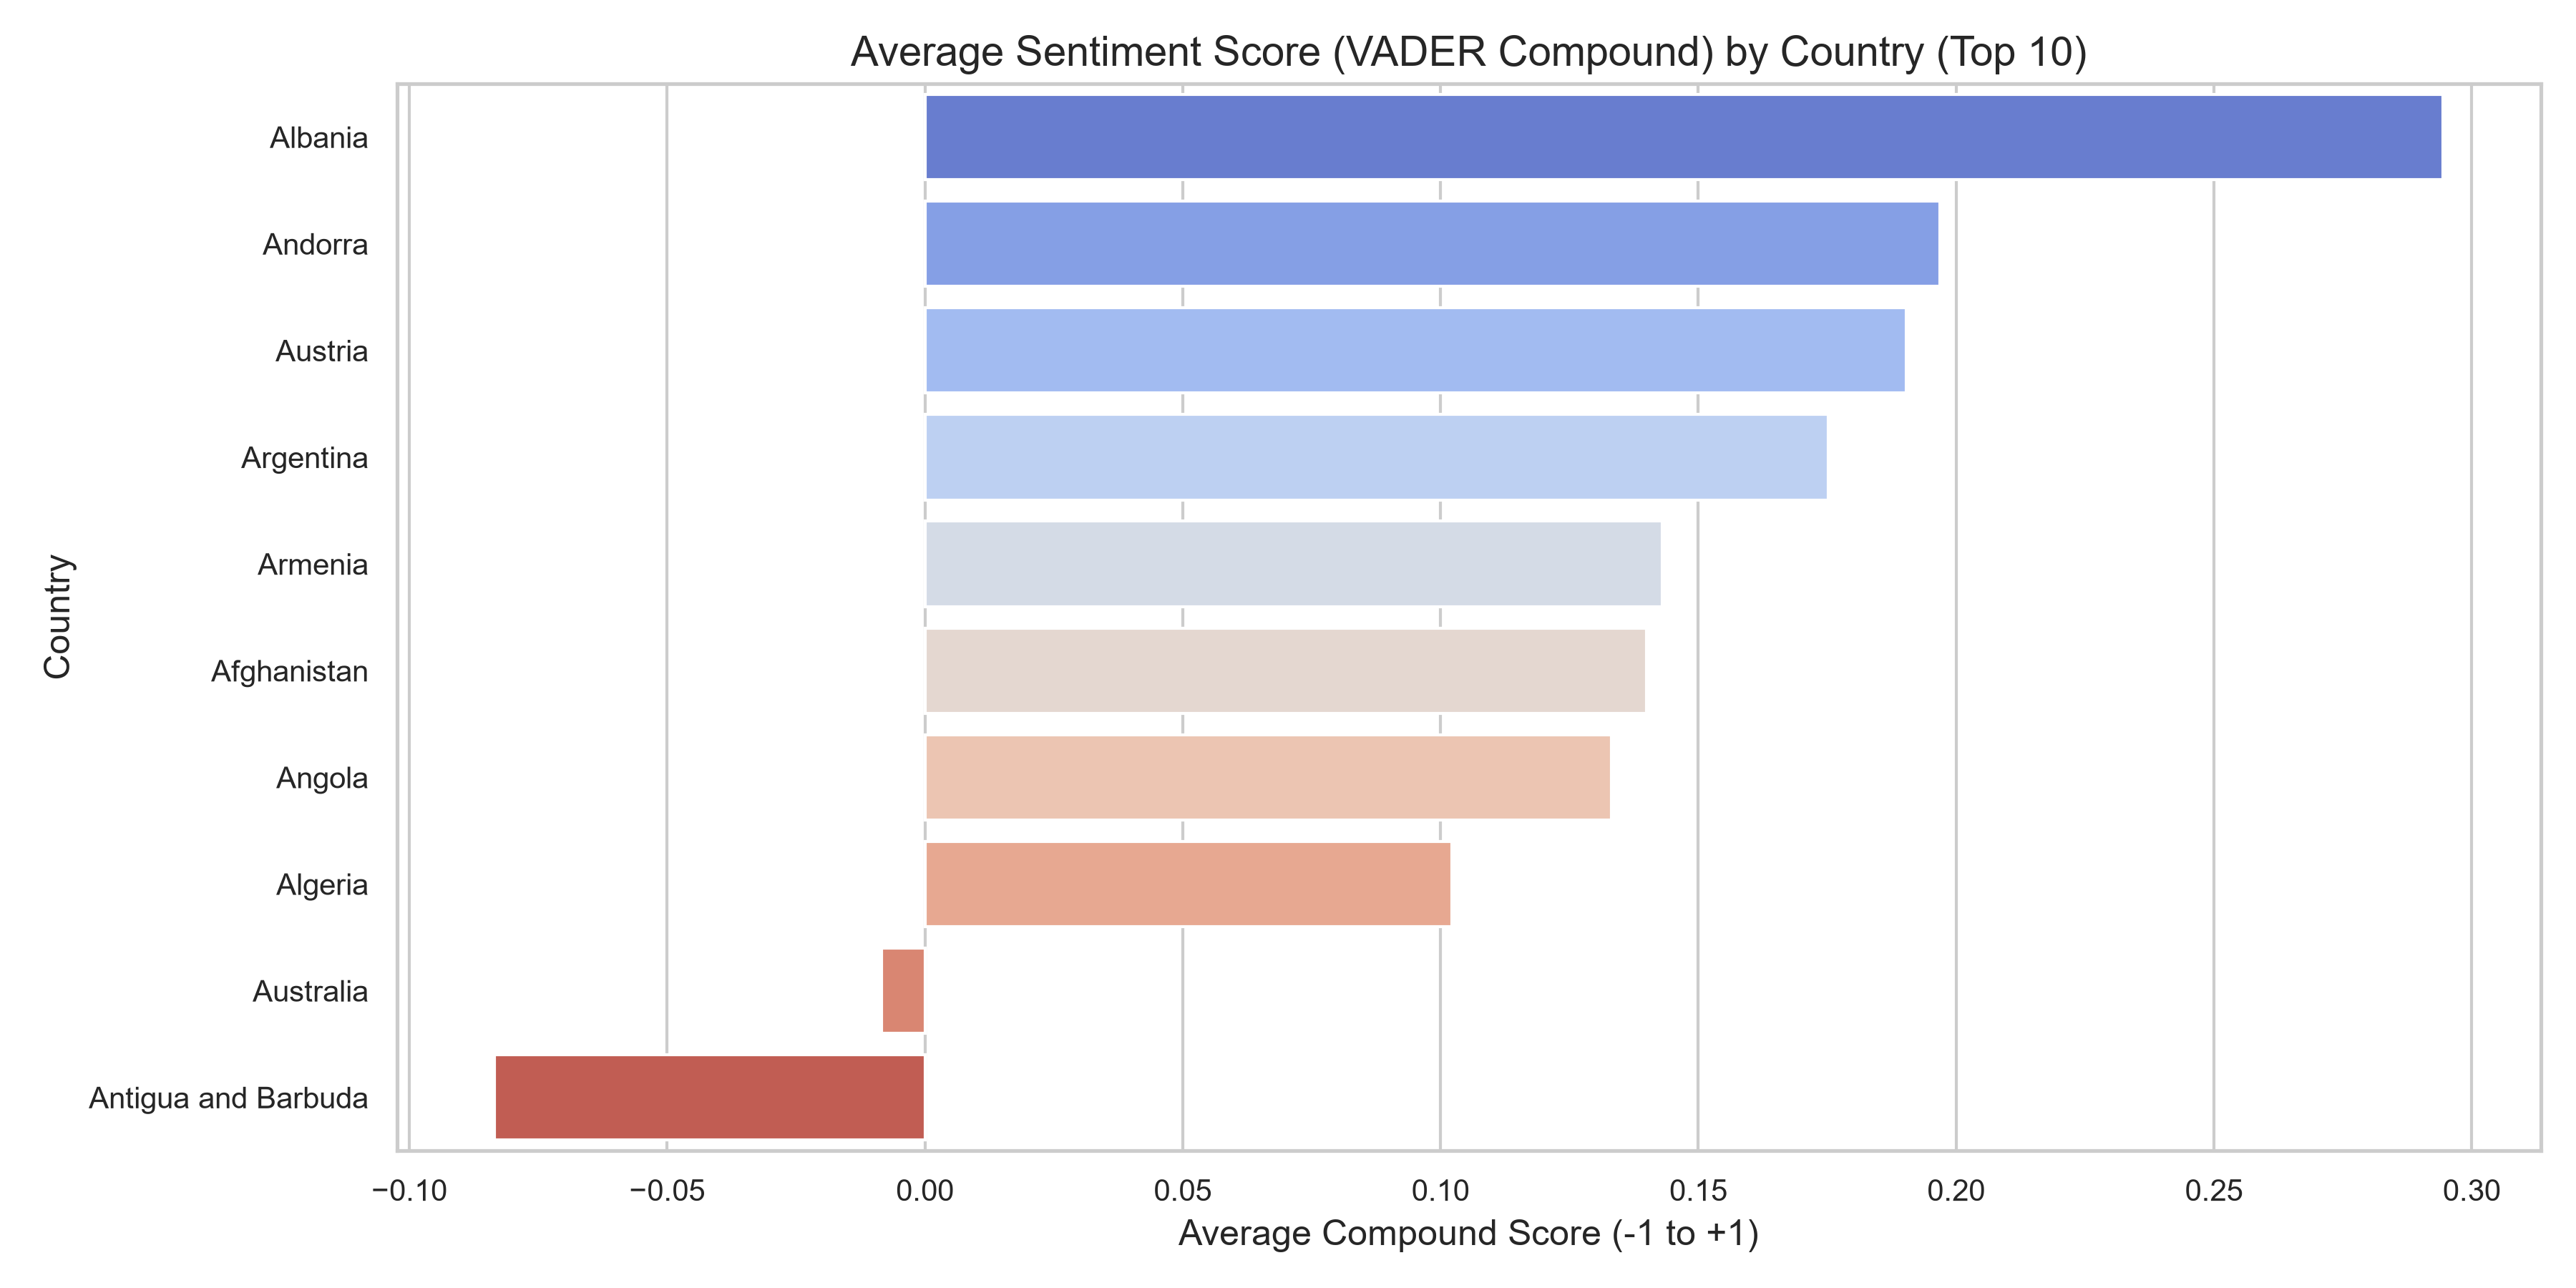 Average Sentiment Score (VADER Compound) by Country (Top 10)
Country
Albania
Andorra
Austria
Argentina
Armenia
Afghanistan
Angola
Algeria
Australia
Antigua and Barbuda
−0.10 −0.05 0.00 0.05 0.10 0.15 0.20 0.25 0.30
Average Compound Score (-1 to +1)